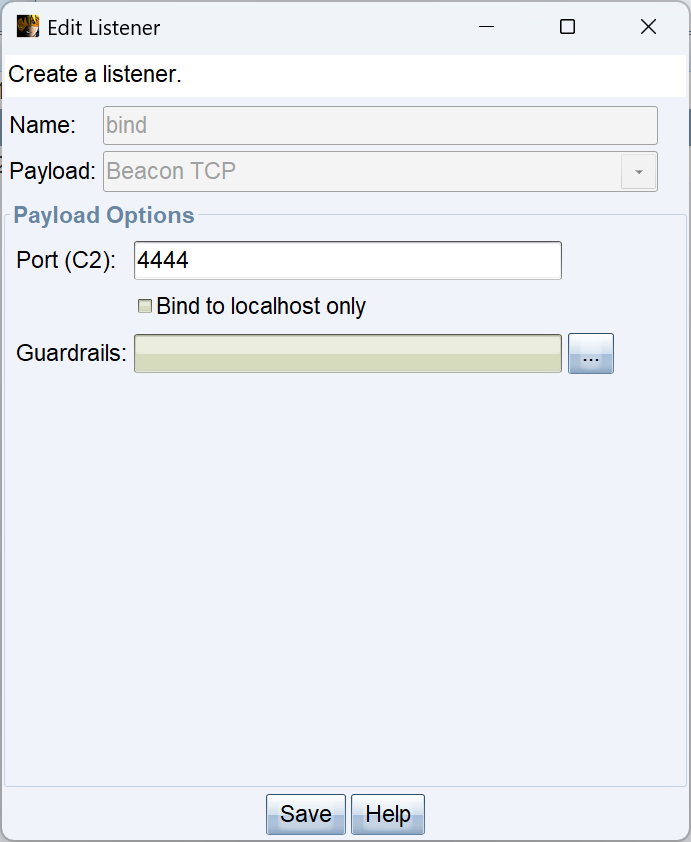 Edit Listener
Create a listener.
Name: bind
Payload: Beacon TCP
Payload Options
Port (C2): 4444
Bind to localhost only
Guardrails: ...
Save Help